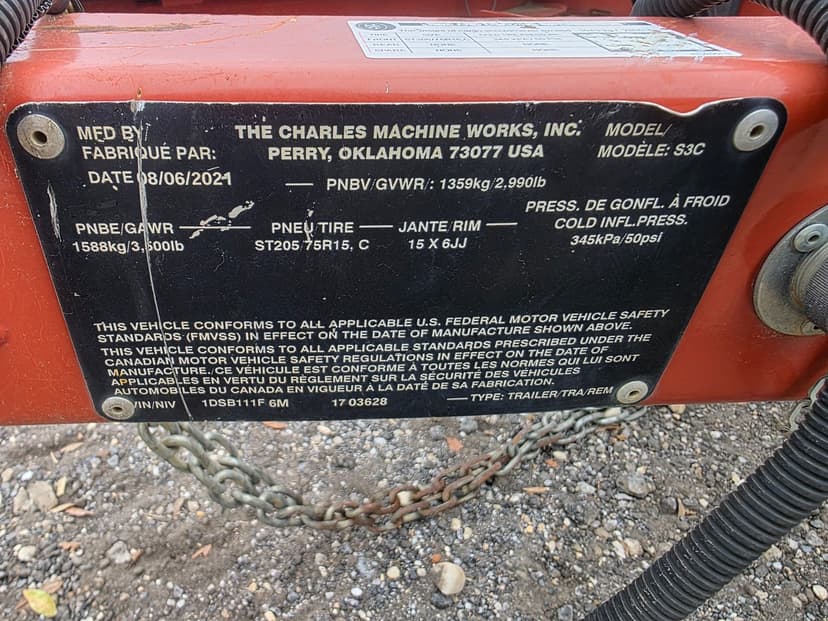 MFD BY/ THE CHARLES MACHINE WORKS, INC. MODEL/
FABRIQUÉ PAR: PERRY, OKLAHOMA 73077 USA MODÈLE: S3C
DATE 08/06/2021 PNBV/GVWR/: 1359kg/2,990lb
PRESS. DE GONFL. À FROID
PNBE/GAWR PNEU/TIRE JANTE/RIM COLD INFL.PRESS.
1588kg/3,500lb ST205/75R15, C 15 X 6JJ 345kPa/50psi
THIS VEHICLE CONFORMS TO ALL APPLICABLE U.S. FEDERAL MOTOR VEHICLE SAFETY
STANDARDS (FMVSS) IN EFFECT ON THE DATE OF MANUFACTURE SHOWN ABOVE.
THIS VEHICLE CONFORMS TO ALL APPLICABLE STANDARDS PRESCRIBED UNDER THE
CANADIAN MOTOR VEHICLE SAFETY REGULATIONS IN EFFECT ON THE DATE OF
MANUFACTURE./CE VÉHICULE EST CONFORME À TOUTES LES NORMES QUI LUI SONT
APPLICABLES EN VERTU DU RÈGLEMENT SUR LA SÉCURITÉ DES VÉHICULES
AUTOMOBILES DU CANADA EN VIGUEUR À LA DATE DE SA FABRICATION.
VIN/NIV 1DSB111F 6M 17 03628 TYPE: TRAILER/TRA/REM